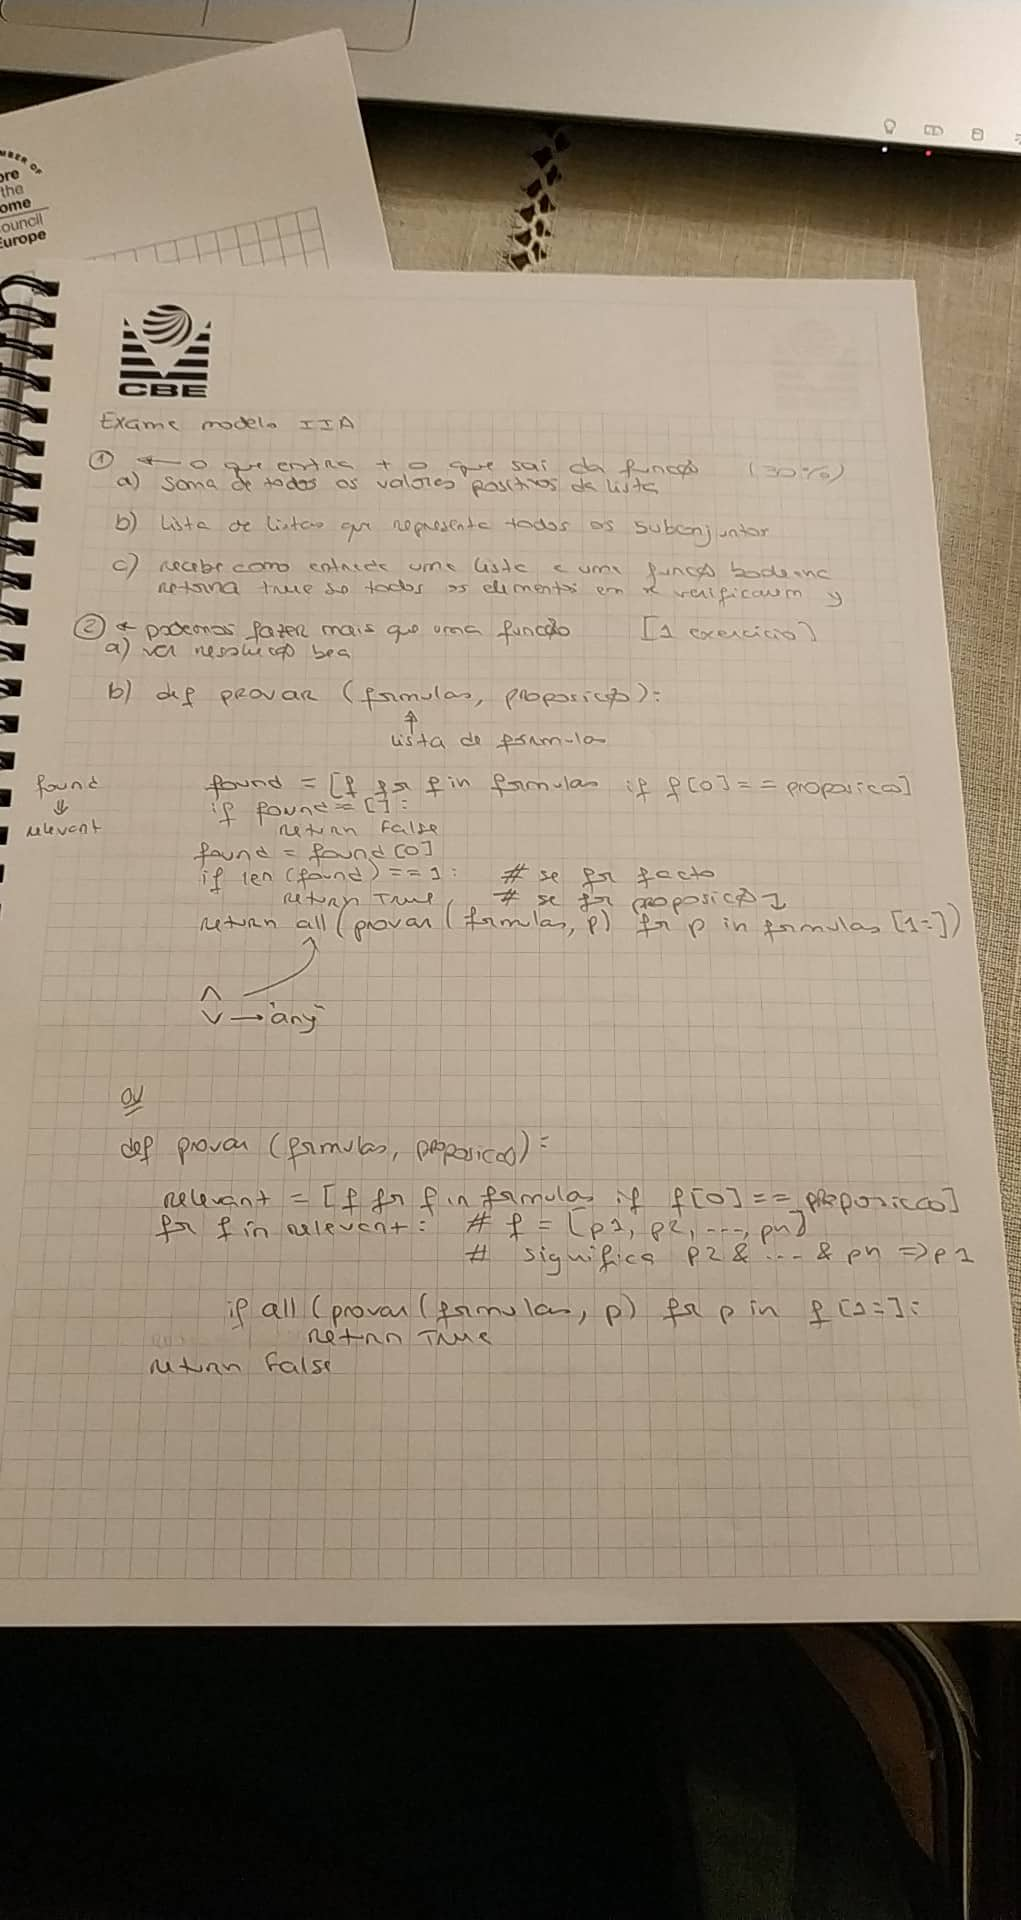 MBER OF
ore
the
ome
ouncil
Europe
CBE
Exame modelo IIA
① ← o que entra + o que sai da função (30%)
a) soma de todos os valores positivos da lista
b) lista de listas que representa todos os subconjuntos
c) recebe como entrada uma lista e uma função booleana
retorna true se todos os elementos em x verificarem y
② * podemos fazer mais que uma função [1 exercício]
a) ver resolução bea
b) def provar (formulas, proposição):
↑
lista de formula
found = [f for f in formulas if f[0] == proposicao]
found
⇓
relevant
if found == []:
return False
found = found[0]
if len (found) == 1: # se for facto
return True # se for proposição 1
return all (provar (formulas, p) for p in formulas [1:])
∧
∨ → "any"
ou
def provar (formulas, proposicao):
relevant = [f for f in formulas if f[0] == proposicao]
for f in relevant: # f = [p1, p2, ..., pn]
# significa p2 & ... & pn => p1
if all (provar (formulas, p) for p in f [1:]:
return True
return False